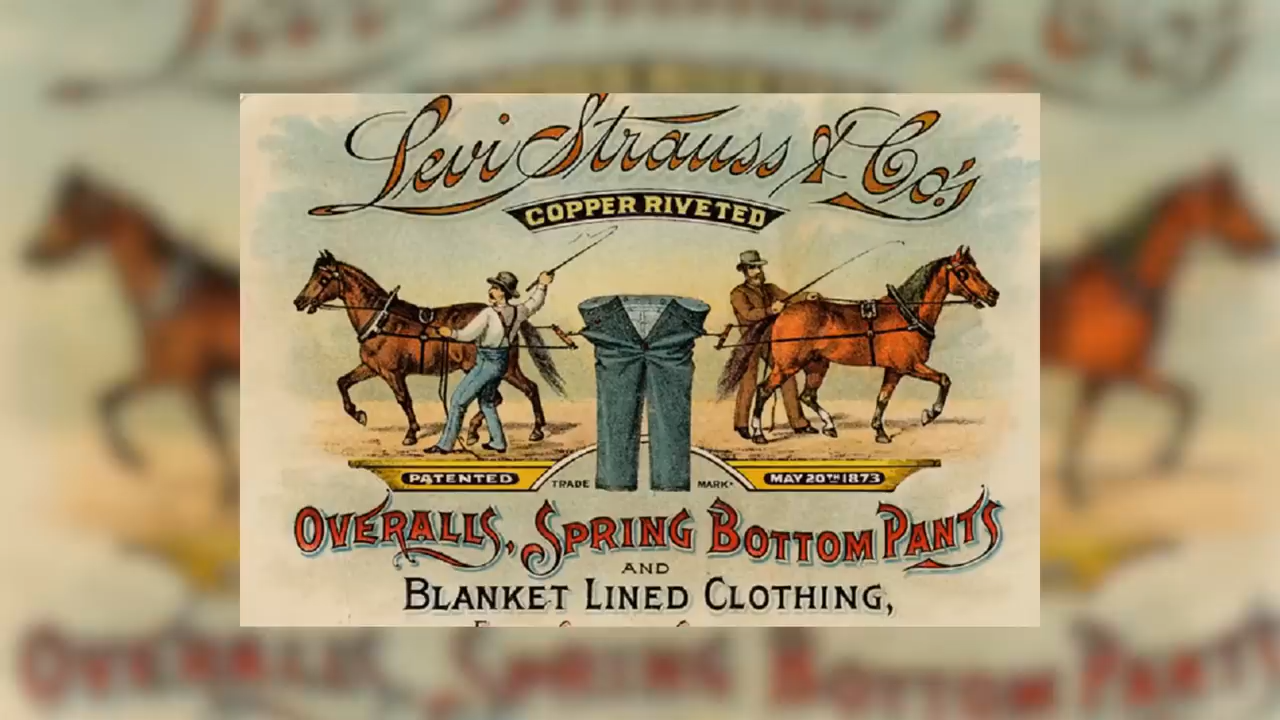 Levi Strauss & Co's
COPPER RIVETED
PATENTED
TRADE MARK.
MAY 20TH 1873
OVERALLS, SPRING BOTTOM PANTS
AND
BLANKET LINED CLOTHING,